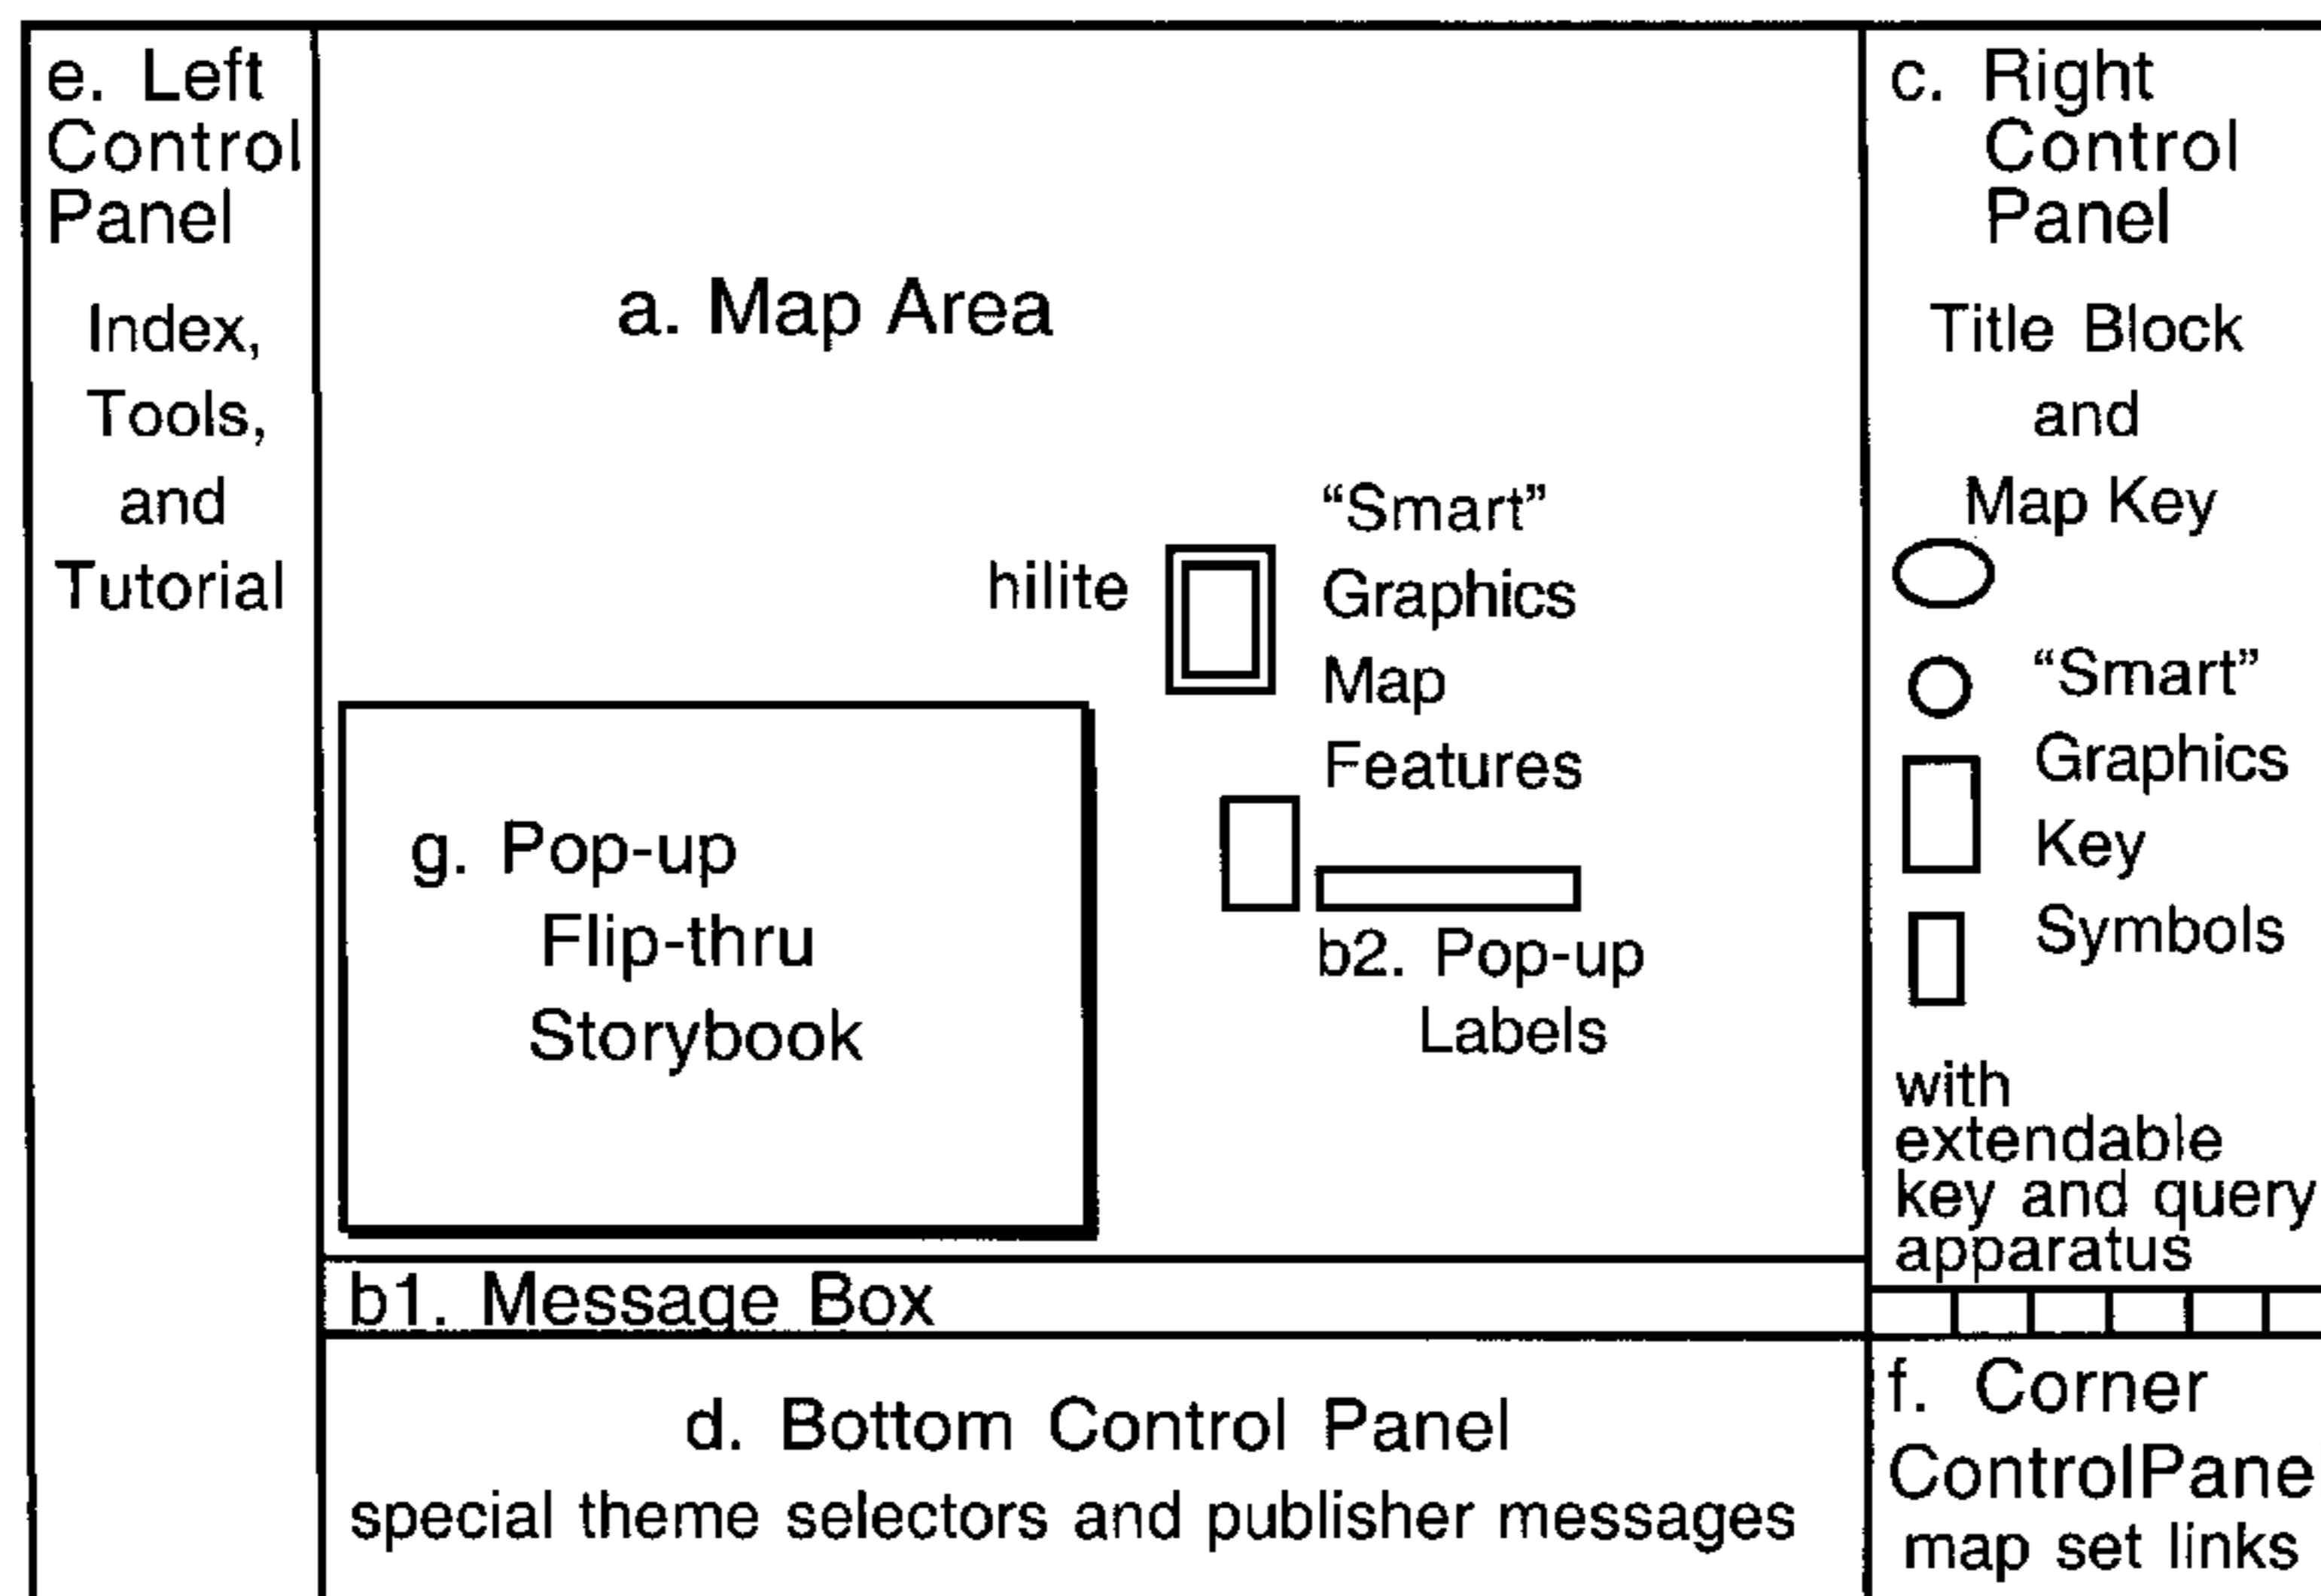 e. Left
Control
Panel
Index,
Tools,
and
Tutorial
a. Map Area
hilite
“Smart”
Graphics
Map
Features
g. Pop-up
Flip-thru
Storybook
b2. Pop-up
Labels
b1. Message Box
d. Bottom Control Panel
special theme selectors and publisher messages
c. Right
Control
Panel
Title Block
and
Map Key
“Smart”
Graphics
Key
Symbols
with
extendable
key and query
apparatus
f. Corner
ControlPane
map set links